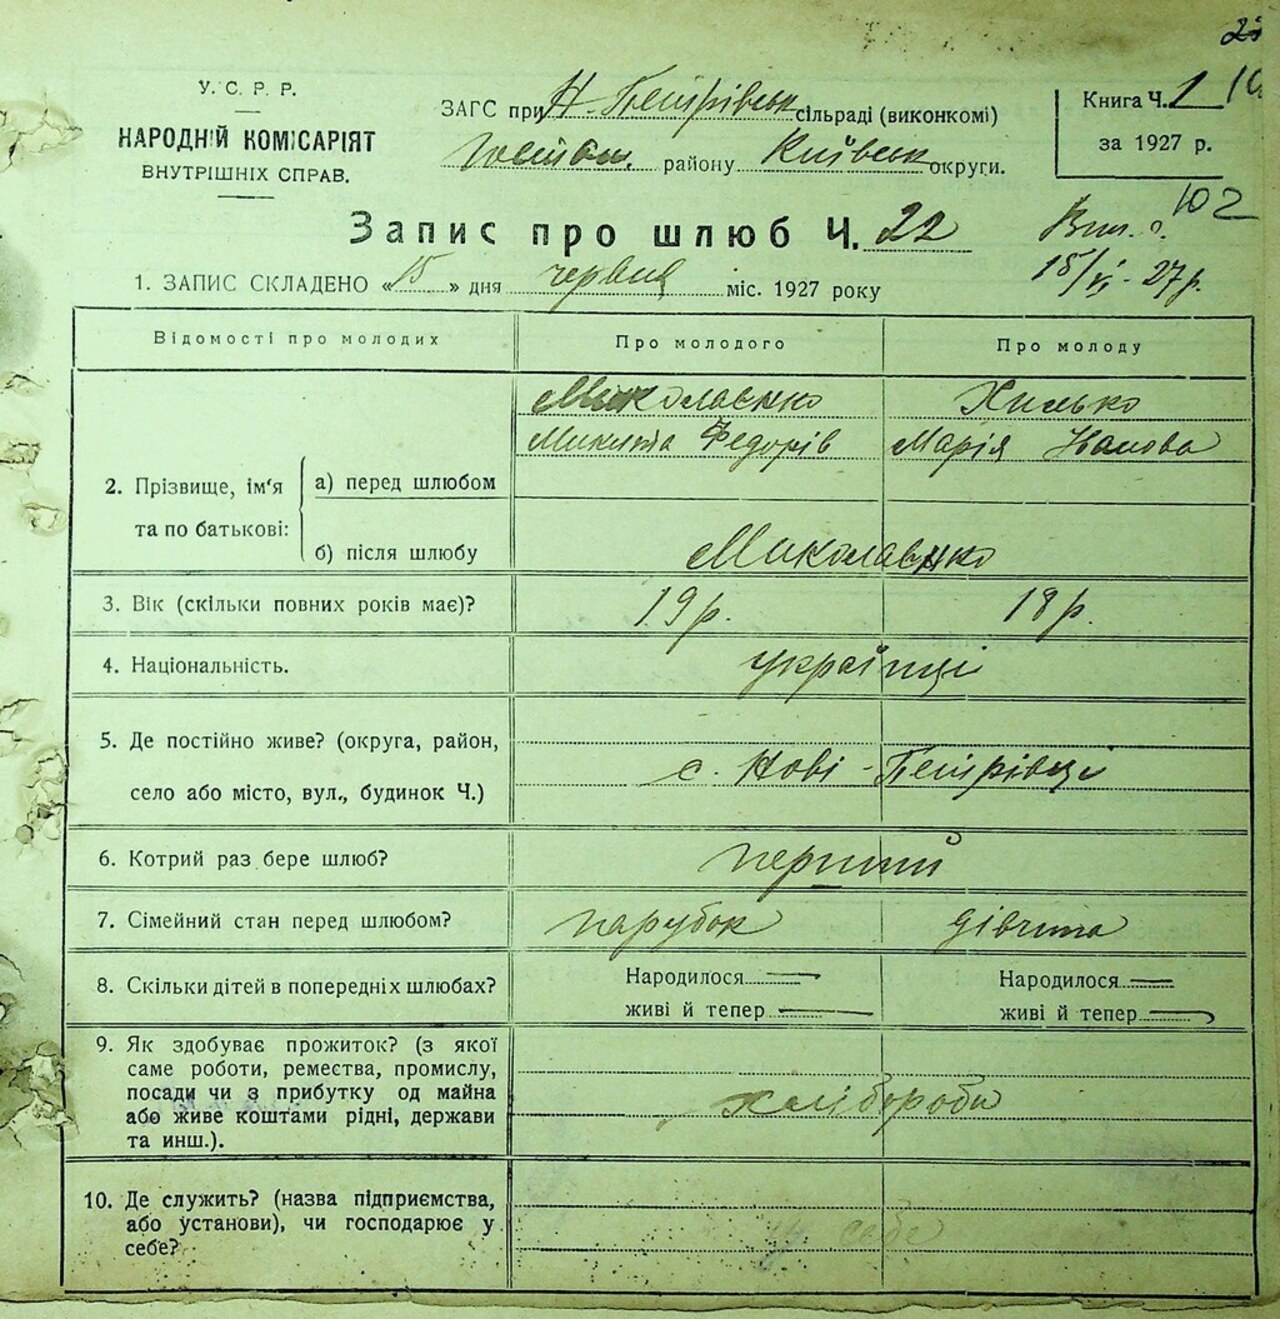 У. С. Р. Р.
НАРОДНІЙ КОМІСАРІЯТ
ВНУТРІШНІХ СПРАВ.
ЗАГС при Н-Петрівськ сільраді (виконкомі)
району Київськ округи.
Книга Ч. 1
за 1927 р.
102
Запис про шлюб Ч. 22
15/VI-27р.
1. ЗАПИС СКЛАДЕНО «15» дня червня міс. 1927 року
Відомості про молодих Про молодого Про молоду
Миколаєнко Хилько
Микита Федорів Марія Іванова
2. Прізвище, ім'я та по батькові:
а) перед шлюбом
б) після шлюбу Миколаєнко
3. Вік (скільки повних років має)? 19 р. 18 р.
4. Національність. українці
5. Де постійно живе? (округа, район,
село або місто, вул., будинок Ч.) с. Нові-Петрівці
6. Котрий раз бере шлюб? перший
7. Сімейний стан перед шлюбом? парубок дівчина
8. Скільки дітей в попередніх шлюбах? Народилося — Народилося —
живі й тепер — живі й тепер —
9. Як здобуває прожиток? (з якої
саме роботи, ремества, промислу,
посади чи з прибутку од майна
або живе коштами рідні, держави
та инш.). хлібороби
10. Де служить? (назва підприємства,
або установи), чи господарює у
себе? у себе